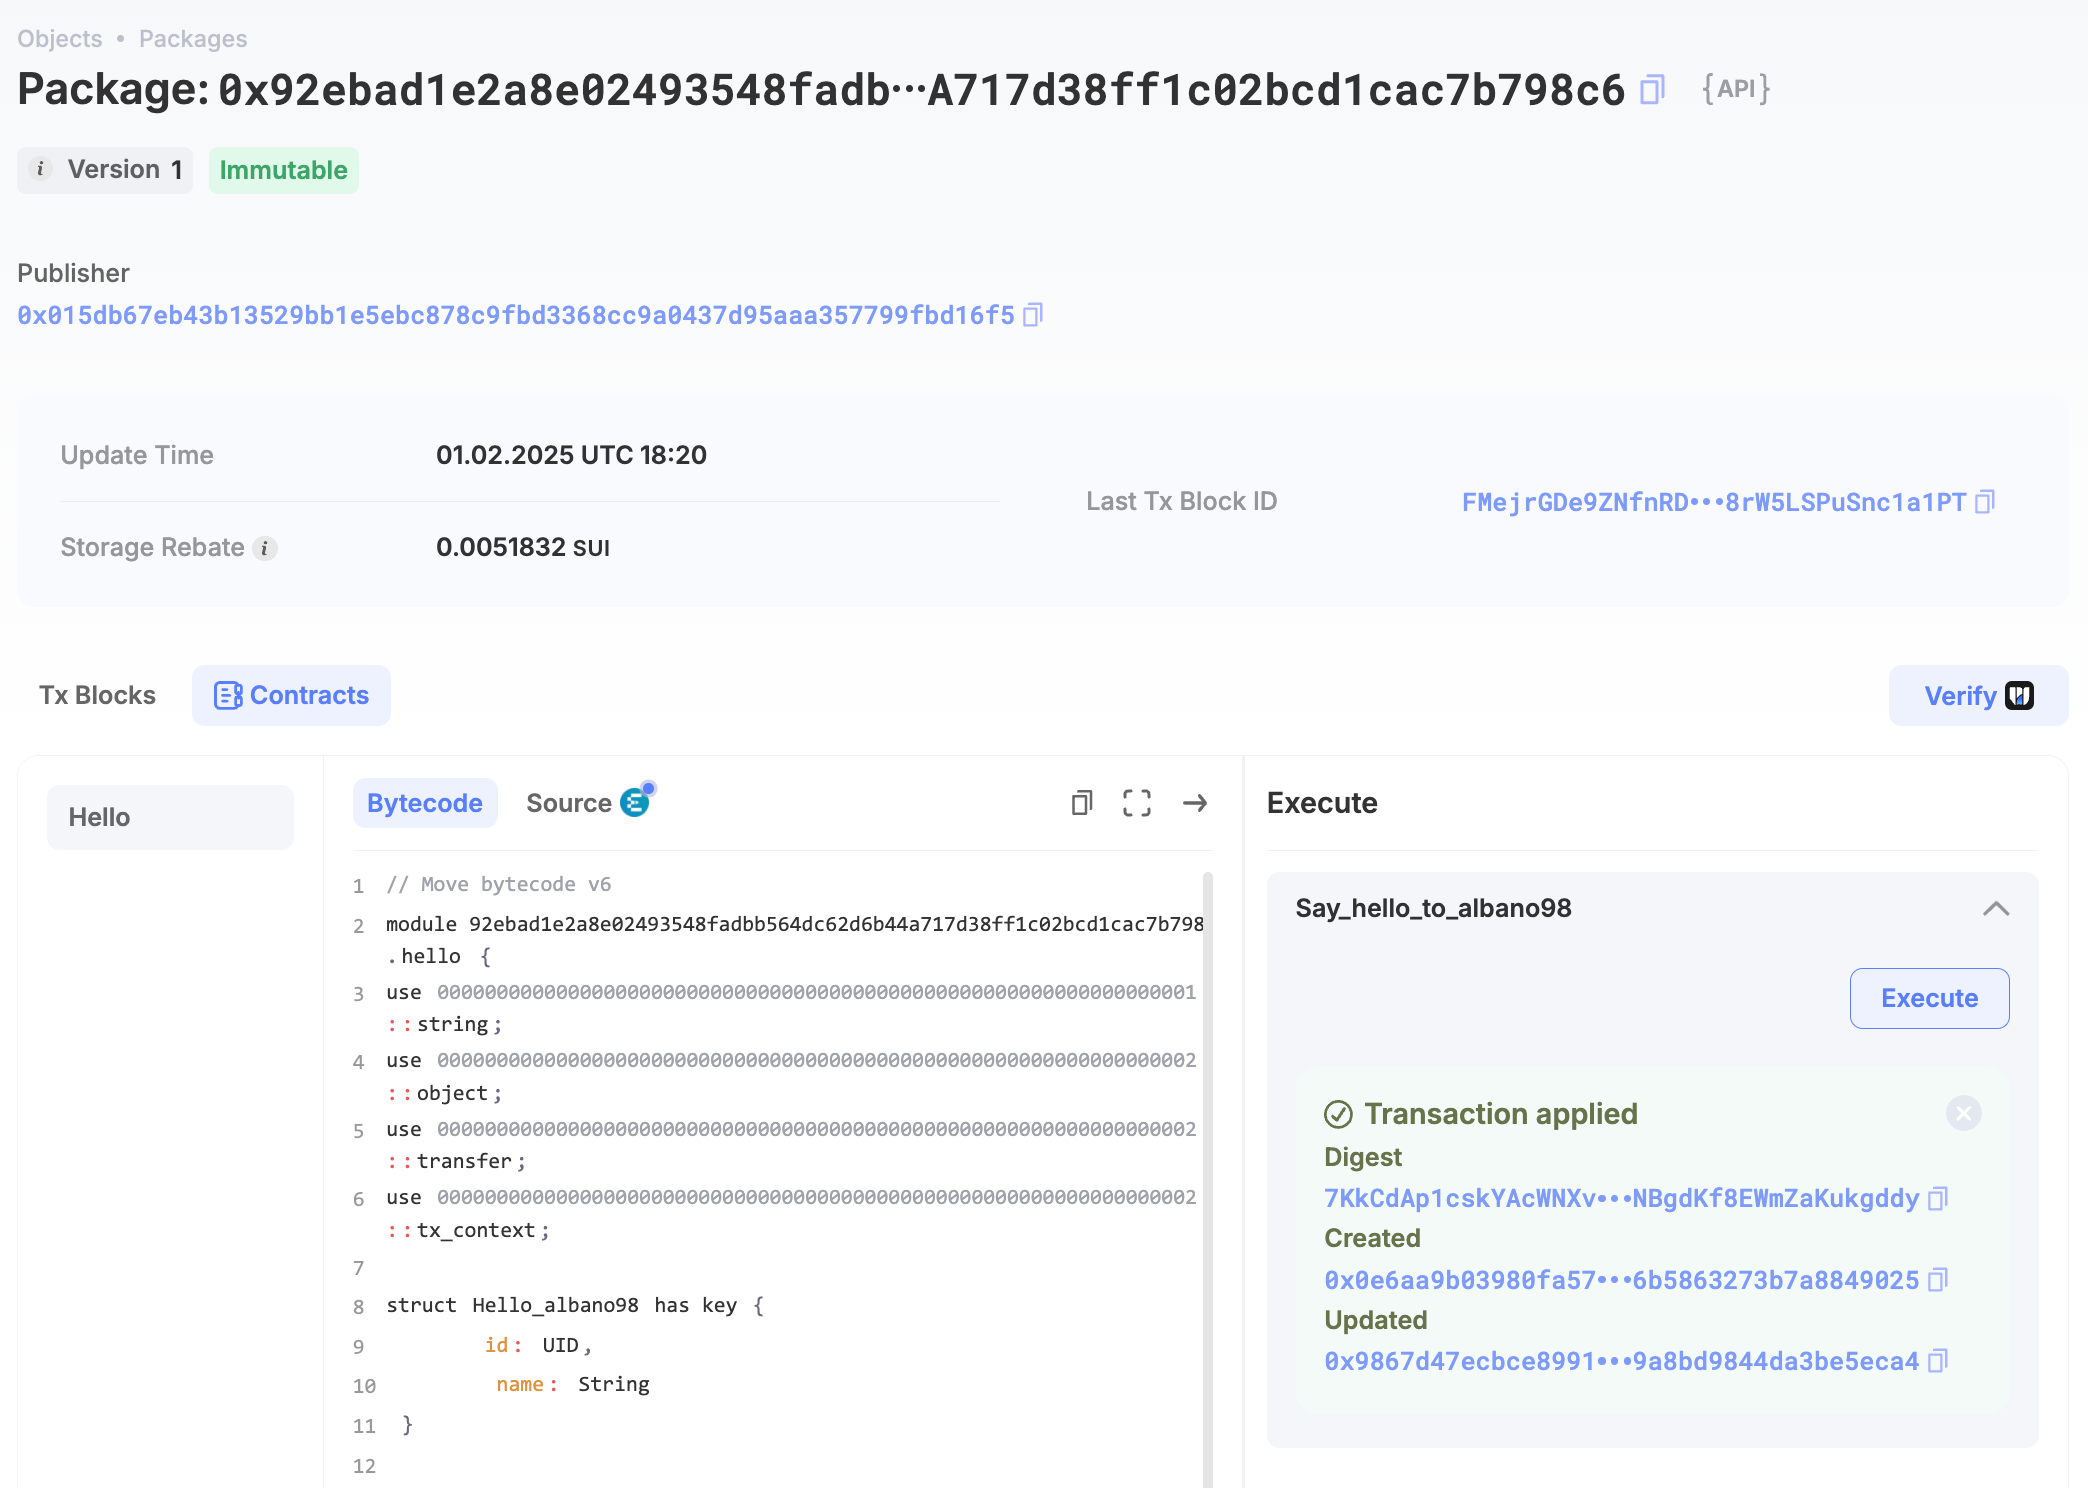 Objects • Packages
Package: 0x92ebad1e2a8e02493548fadb···A717d38ff1c02bcd1cac7b798c6 {API}
i Version 1 Immutable
Publisher
0x015db67eb43b13529bb1e5ebc878c9fbd3368cc9a0437d95aaa357799fbd16f5
Update Time 01.02.2025 UTC 18:20
Storage Rebate i 0.0051832 SUI
Last Tx Block ID FMejrGDe9ZNfnRD···8rW5LSPuSnc1a1PT
Tx Blocks Contracts Verify
Hello
Bytecode Source
1 // Move bytecode v6
2 module 92ebad1e2a8e02493548fadbb564dc62d6b44a717d38ff1c02bcd1cac7b798
.hello {
3 use 0000000000000000000000000000000000000000000000000000000000000001
::string;
4 use 0000000000000000000000000000000000000000000000000000000000000002
::object;
5 use 0000000000000000000000000000000000000000000000000000000000000002
::transfer;
6 use 0000000000000000000000000000000000000000000000000000000000000002
::tx_context;
7
8 struct Hello_albano98 has key {
9 id: UID,
10 name: String
11 }
12
Execute
Say_hello_to_albano98
Execute
Transaction applied
Digest
7KkCdAp1cskYAcWNXv···NBgdKf8EWmZaKukgddy
Created
0x0e6aa9b03980fa57···6b5863273b7a8849025
Updated
0x9867d47ecbce8991···9a8bd9844da3be5eca4